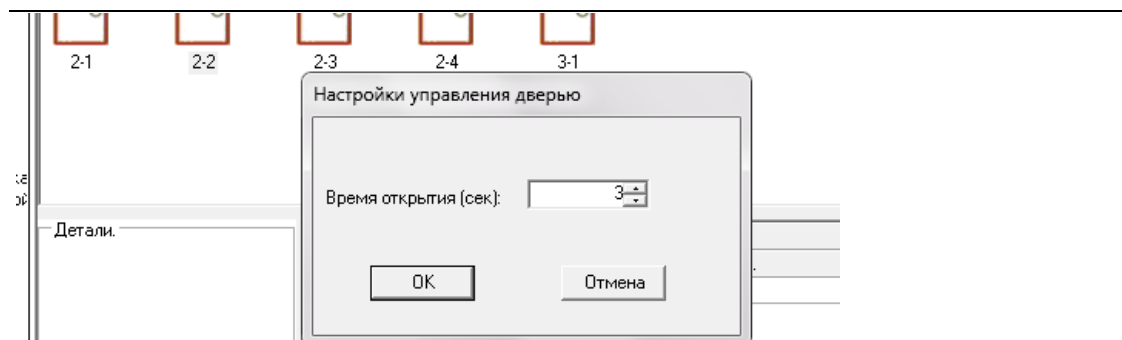 2-1 2-2 2-3 2-4 3-1
Настройки управления дверью
Время открытия (сек): 3
Детали.
OK Отмена